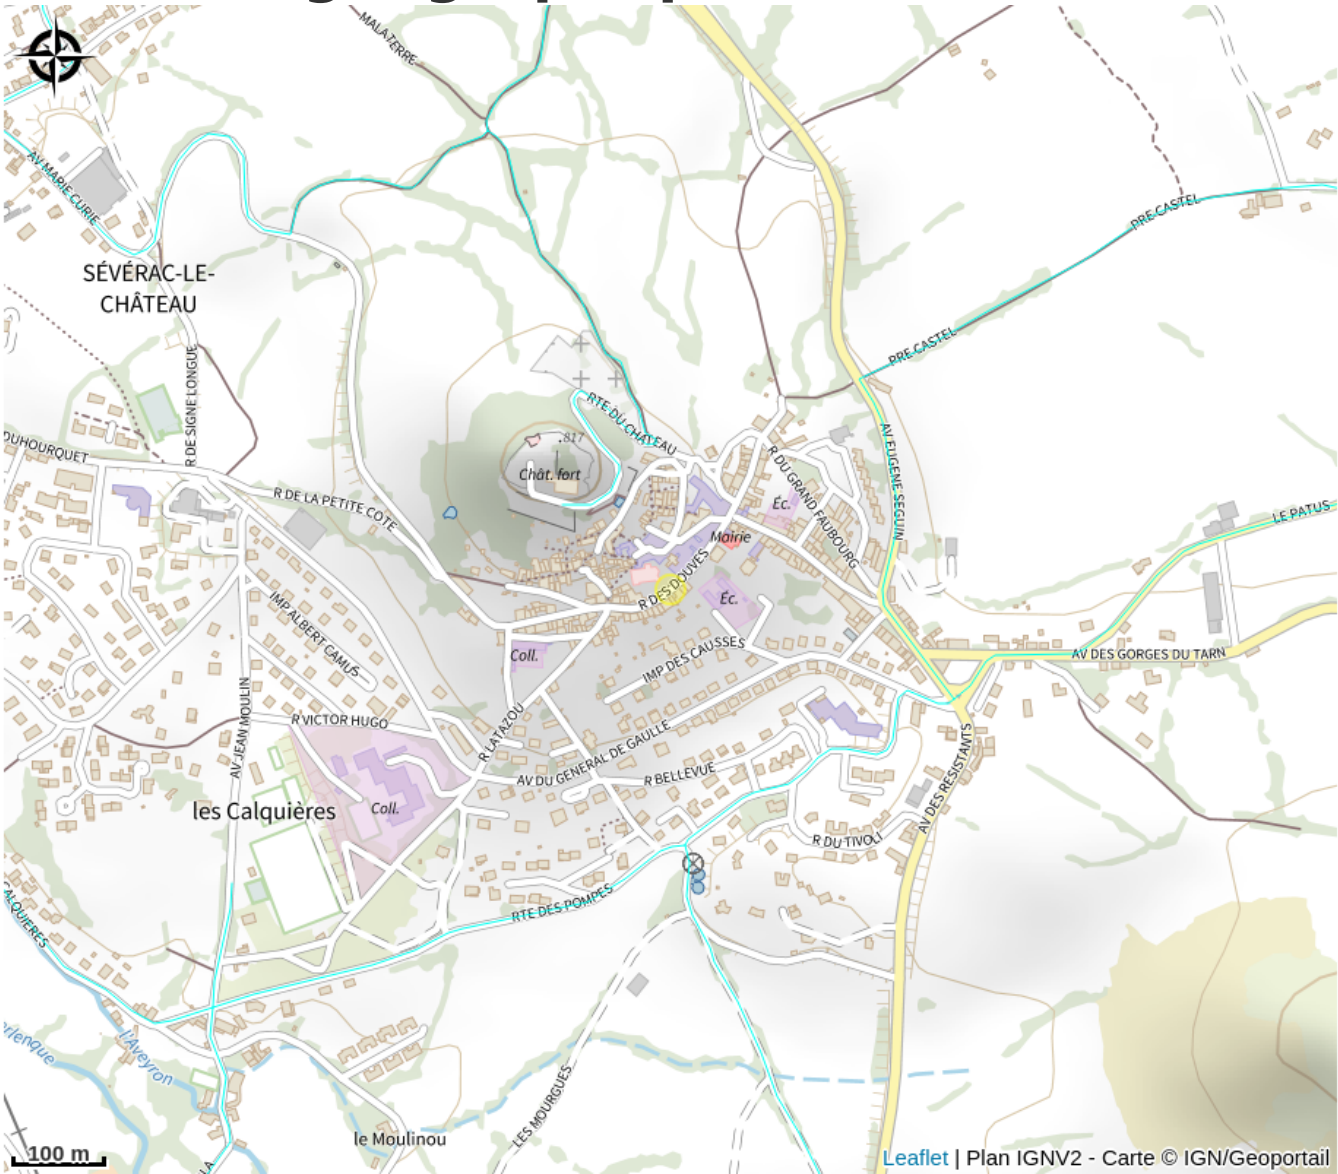 MALATERRE
AV MARIE CURIE
PRE CASTEL
SÉVÉRAC-LE-
CHÂTEAU
PRE CASTEL
R DE SIGNE LONGUE
RTE DU CHATEAU
.817
Chât. fort
DUHOURQUET
R DE LA PETITE COTE
R DU GRAND FAUBOURG
AV EUGENE SEGUIN
Éc.
Mairie
LE PATUS
R DES DOUVES
Éc.
IMP ALBERT CAMUS
Coll.
IMP DES CAUSSES
AV DES GORGES DU TARN
AV JEAN MOULIN
R VICTOR HUGO
R LATAZOU
AV DU GENERAL DE GAULLE
R BELLEVUE
AV DES RESISTANTS
les Calquières
Coll.
R DU TIVOLI
CALQUIERES
RTE DES POMPES
l'Aveyron
LES MOURGUES
le Moulinou
LA
100 m
Leaflet | Plan IGNV2 - Carte © IGN/Geoportail